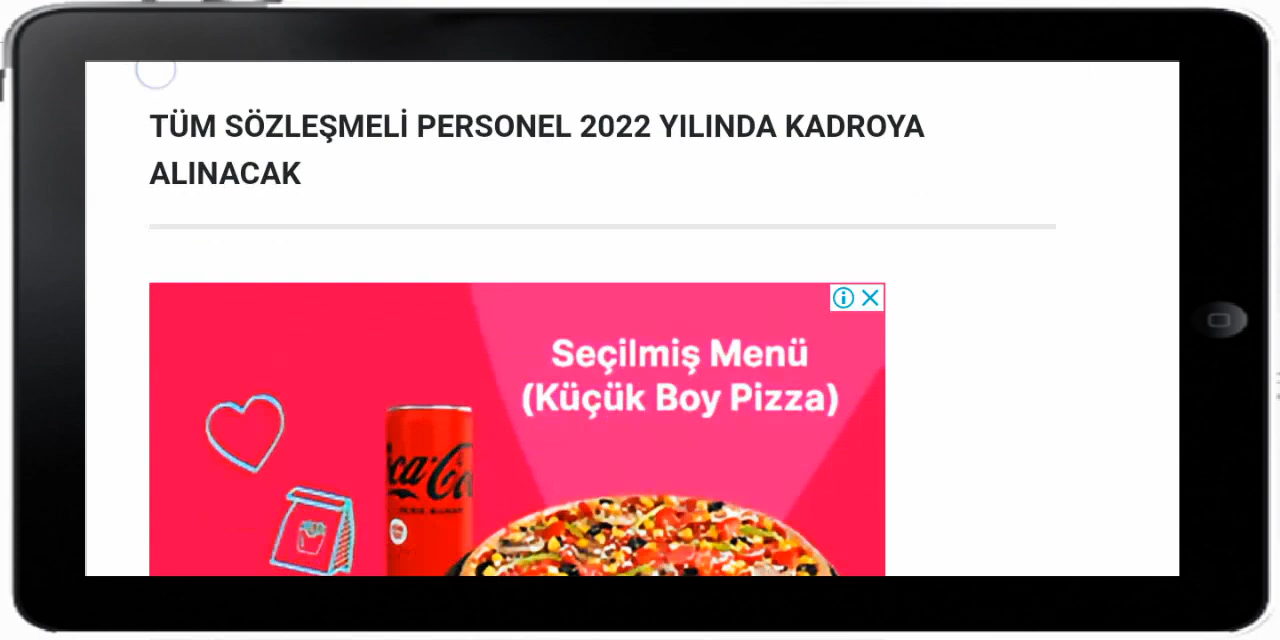 TÜM SÖZLEŞMELİ PERSONEL 2022 YILINDA KADROYA
ALINACAK
Seçilmiş Menü
(Küçük Boy Pizza)